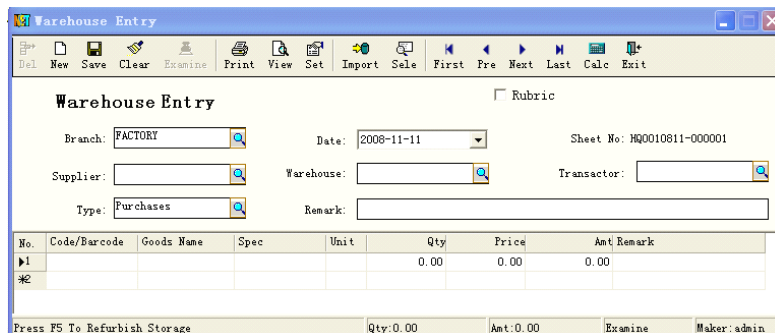 Warehouse Entry
Del New Save Clear Examine Print View Set Import Sele First Pre Next Last Calc Exit
Warehouse Entry Rubric
Branch: FACTORY Date: 2008-11-11 Sheet No: HQ0010811-000001
Supplier: Warehouse: Transactor:
Type: Purchases Remark:
No. Code/Barcode Goods Name Spec Unit Qty Price Amt Remark
1 0.00 0.00 0.00
*2
Press F5 To Refurbish Storage Qty:0.00 Amt:0.00 Examine Maker:admin